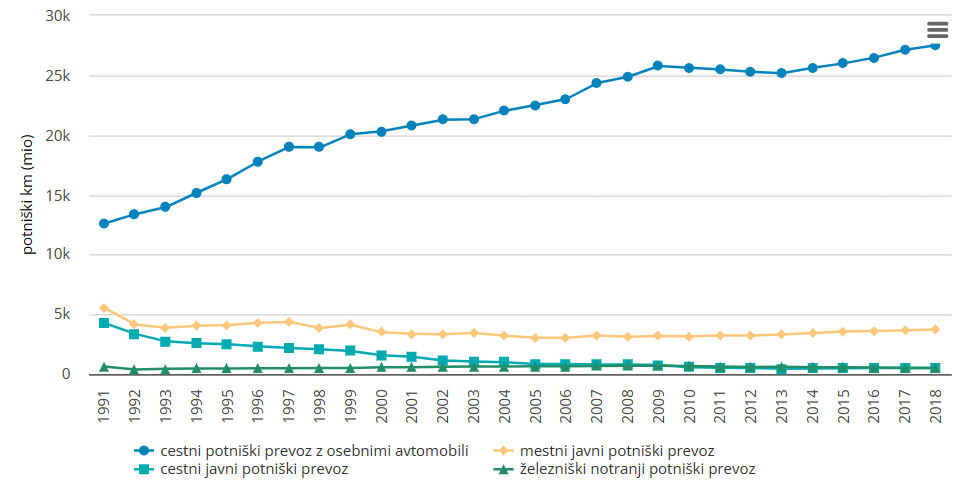 30k
25k
20k
15k
10k
5k
0
potniški km (mio)
1991 1992 1993 1994 1995 1996 1997 1998 1999 2000 2001 2002 2003 2004 2005 2006 2007 2008 2009 2010 2011 2012 2013 2014 2015 2016 2017 2018
cestni potniški prevoz z osebnimi avtomobili mestni javni potniški prevoz
cestni javni potniški prevoz železniški notranji potniški prevoz